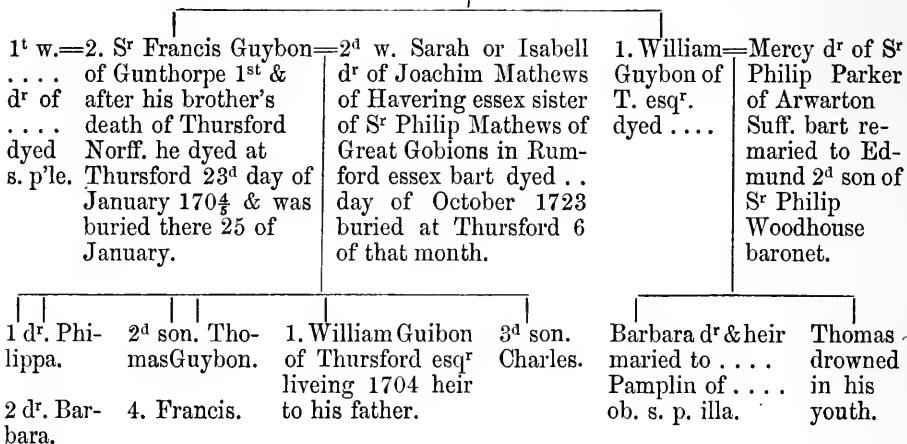 1ᵗ w.=
. . . .
dʳ of
. . . .
dyed
s. p'le.
2. Sʳ Francis Guybon=
of Gunthorpe 1ˢᵗ &
after his brother's
death of Thursford
Norff. he dyed at
Thursford 23ᵈ day of
January 170⅘ & was
buried there 25 of
January.
2ᵈ w. Sarah or Isabell
dʳ of Joachim Mathews
of Havering essex sister
of Sʳ Philip Mathews of
Great Gobions in Rum-
ford essex bart dyed . .
day of October 1723
buried at Thursford 6
of that month.
1. William=
Guybon of
T. esqʳ.
dyed . . . .
Mercy dʳ of Sʳ
Philip Parker
of Arwarton
Suff. bart re-
maried to Ed-
mund 2ᵈ son of
Sʳ Philip
Woodhouse
baronet.
1 dʳ. Phi-
lippa.
2 dʳ. Bar-
bara.
2ᵈ son. Tho-
masGuybon.
4. Francis.
1. William Guibon
of Thursford esqʳ
liveing 1704 heir
to his father.
3ᵈ son.
Charles.
Barbara dʳ & heir
maried to . . . .
Pamplin of . . . .
ob. s. p. illa.
Thomas
drowned
in his
youth.